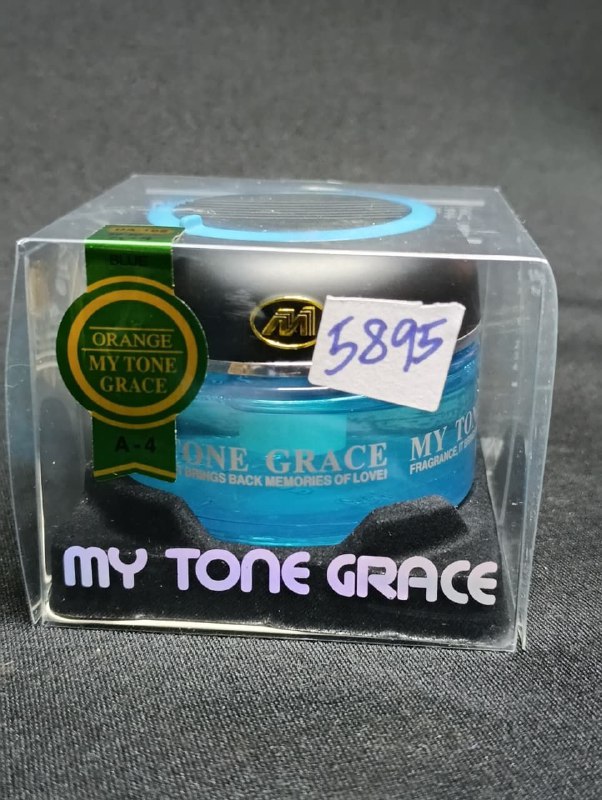 BLUE
ORANGE
MY TONE
GRACE
A-4
5895
ONE GRACE
BRINGS BACK MEMORIES OF LOVE!
MY TON
FRAGRANCE, IT
MY TONE GRACE